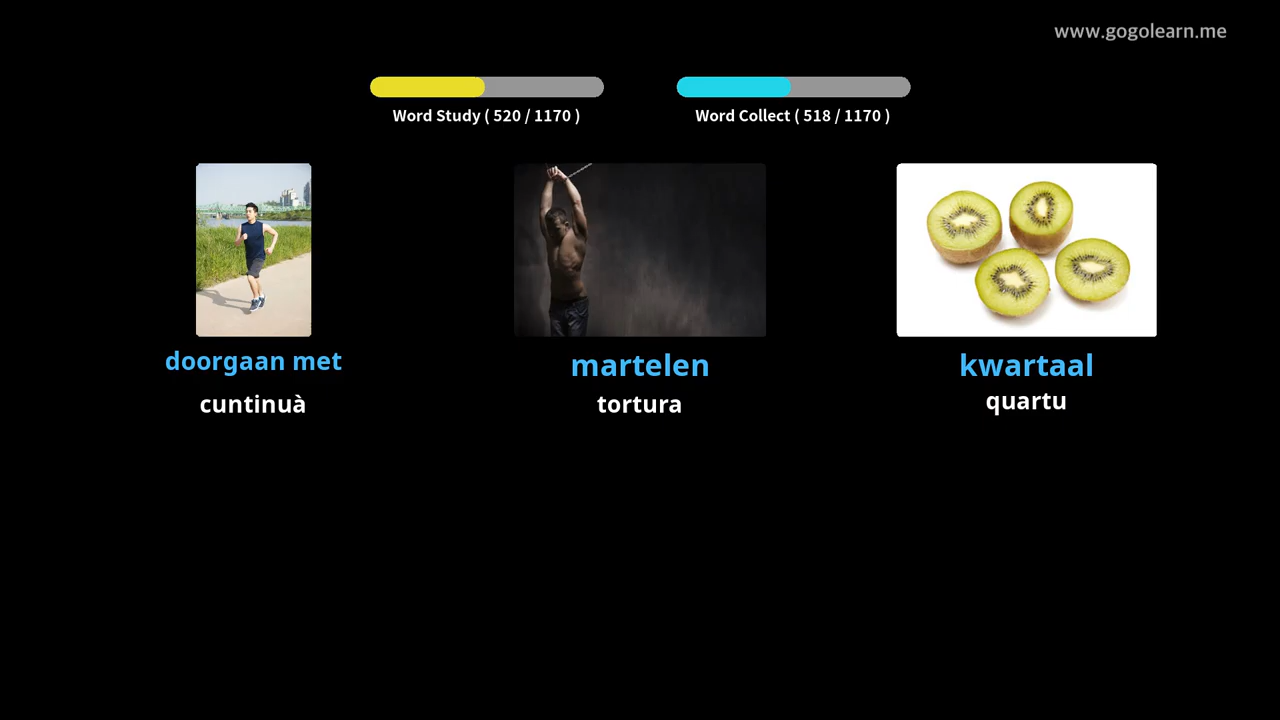 www.gogolearn.me
Word Study ( 520 / 1170 )
Word Collect ( 518 / 1170 )
doorgaan met
cuntinuà
martelen
tortura
kwartaal
quartu